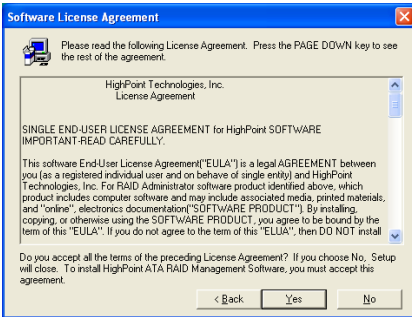 Software License Agreement
Please read the following License Agreement. Press the PAGE DOWN key to see
the rest of the agreement.
HighPoint Technologies, Inc.
License Agreement
SINGLE END-USER LICENSE AGREEMENT for HighPoint SOFTWARE
IMPORTANT-READ CAREFULLY.
This software End-User License Agreement("EULA") is a legal AGREEMENT between
you (as a registered individual user and on behave of single entity) and HighPoint
Technologies, Inc. For RAID Administrator software product identified above, which
product includes computer software and may include associated media, printed materials,
and "online", electronics documentation("SOFTWARE PRODUCT"). By installing,
copying, or otherwise using the SOFTWARE PRODUCT, you agree to be bound by the
term of this "EULA". If you do not agree to the term of this "ELUA", then DO NOT install
Do you accept all the terms of the preceding License Agreement? If you choose No, Setup
will close. To install HighPoint ATA RAID Management Software, you must accept this
agreement.
< Back Yes No